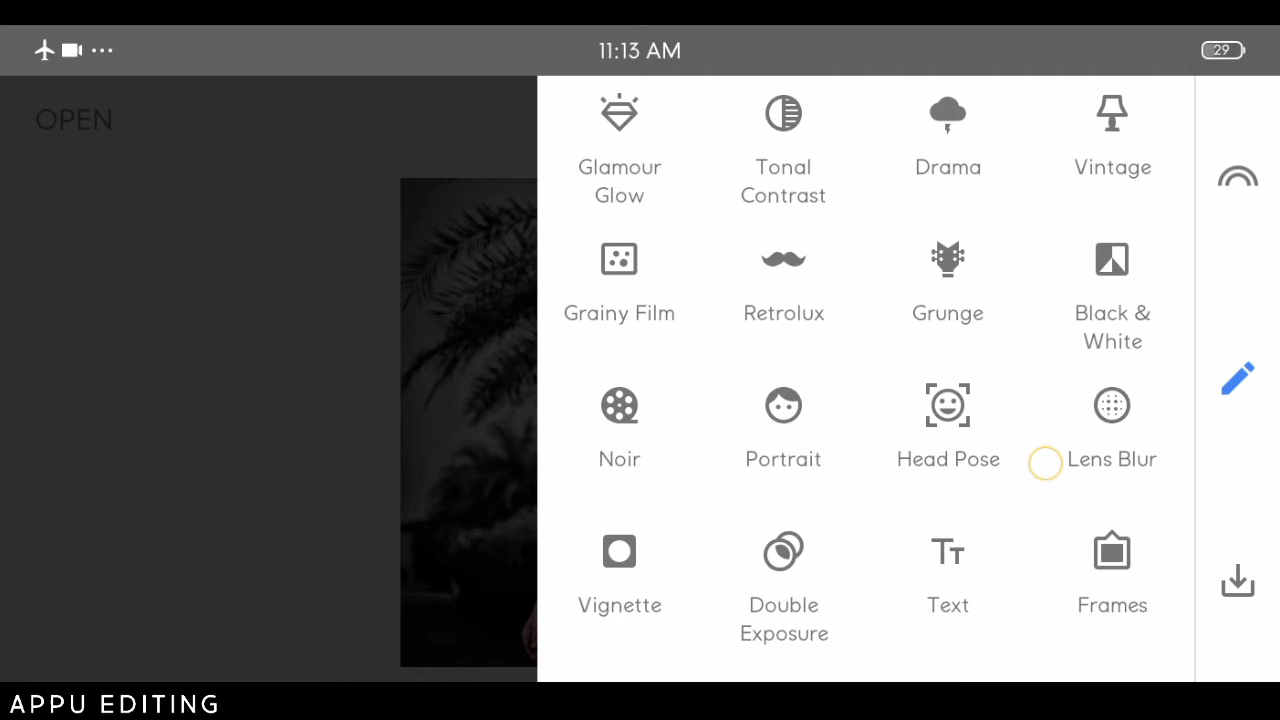 11:13 AM
29
OPEN
Glamour
Glow
Tonal
Contrast
Drama
Vintage
Grainy Film
Retrolux
Grunge
Black &
White
Noir
Portrait
Head Pose
Lens Blur
Vignette
Double
Exposure
Text
Frames
APPU EDITING